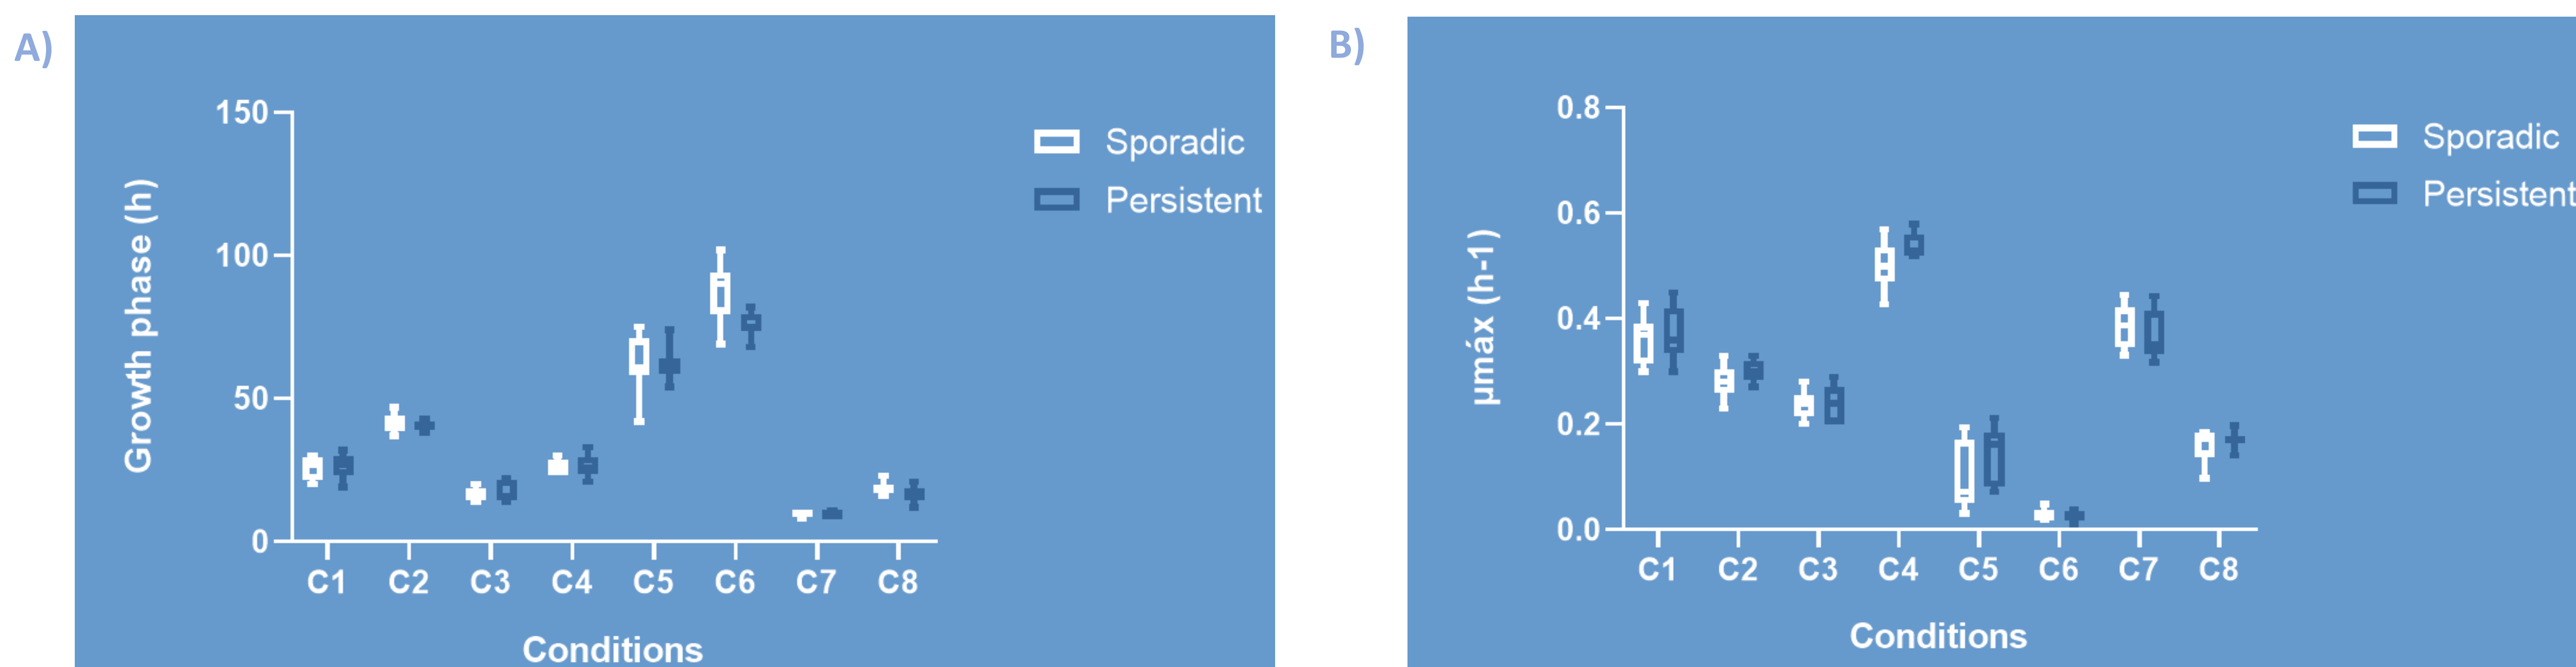 A)
150
100
50
0
Growth phase (h)
C1 C2 C3 C4 C5 C6 C7 C8
Conditions
Sporadic
Persistent
B)
0.8
0.6
0.4
0.2
0.0
µmáx (h-1)
C1 C2 C3 C4 C5 C6 C7 C8
Conditions
Sporadic
Persistent